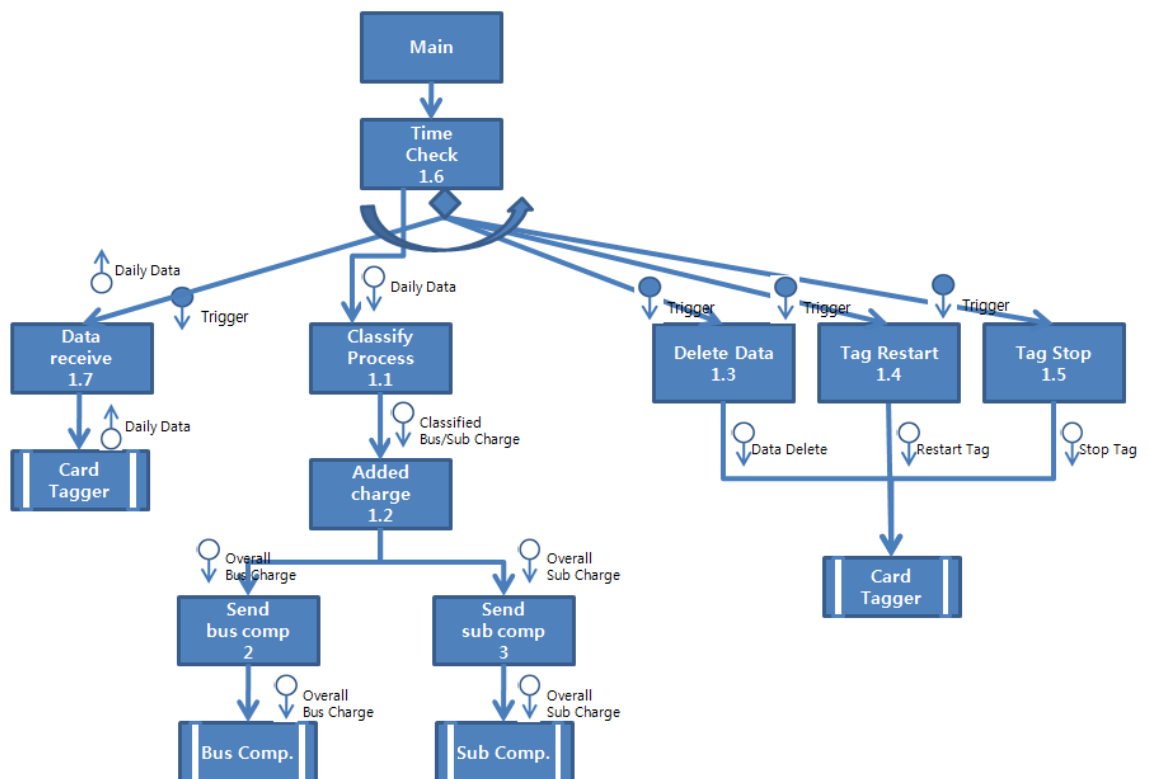 Main
Time
Check
1.6
Daily Data
Trigger
Daily Data
Trigger
Trigger
Trigger
Data
receive
1.7
Classify
Process
1.1
Delete Data
1.3
Tag Restart
1.4
Tag Stop
1.5
Daily Data
Classified
Bus/Sub Charge
Data Delete
Restart Tag
Stop Tag
Card
Tagger
Added
charge
1.2
Overall
Bus Charge
Overall
Sub Charge
Card
Tagger
Send
bus comp
2
Send
sub comp
3
Overall
Bus Charge
Overall
Sub Charge
Bus Comp.
Sub Comp.